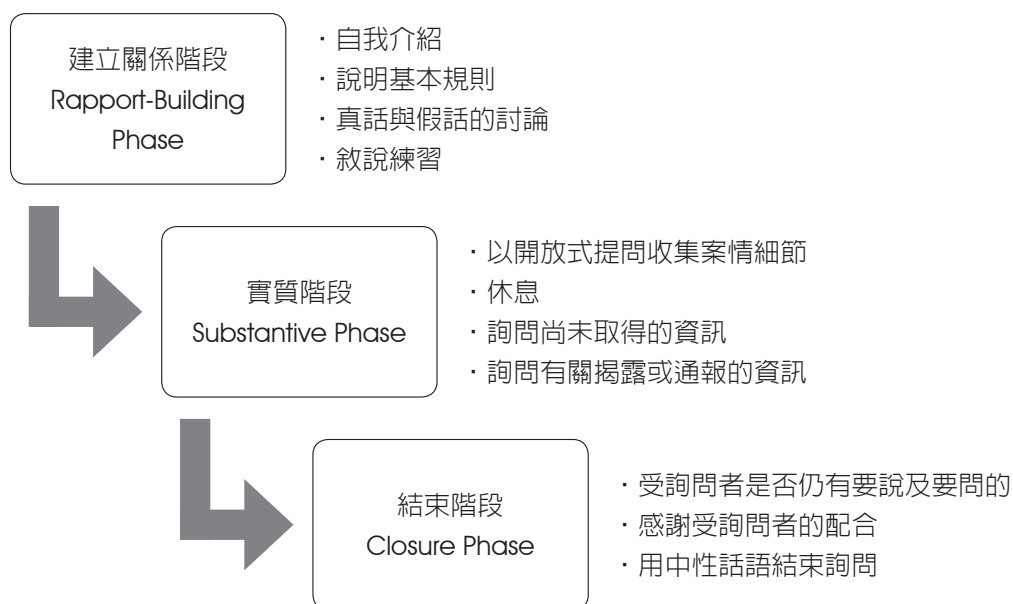 建立關係階段
Rapport-Building
Phase
．自我介紹
．說明基本規則
．真話與假話的討論
．敘說練習
實質階段
Substantive Phase
．以開放式提問收集案情細節
．休息
．詢問尚未取得的資訊
．詢問有關揭露或通報的資訊
結束階段
Closure Phase
．受詢問者是否仍有要說及要問的
．感謝受詢問者的配合
．用中性話語結束詢問